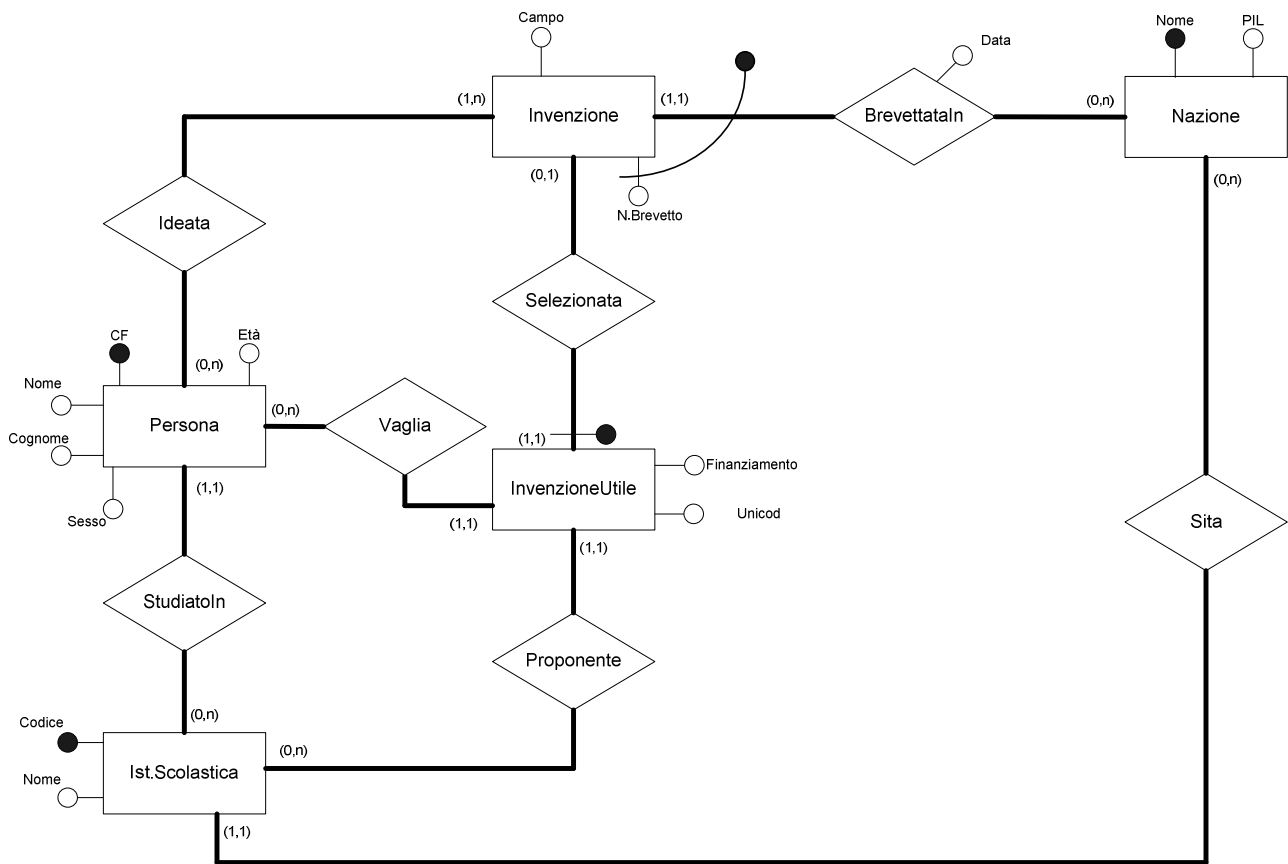 Campo
Nome
PIL
Data
(1,n)
Invenzione
(1,1)
BrevettataIn
(0,n)
Nazione
(0,1)
(0,n)
N.Brevetto
Ideata
Selezionata
CF
Età
(0,n)
Nome
(0,n)
Persona
Vaglia
Cognome
(1,1)
Finanziamento
(1,1)
InvenzioneUtile
Sesso
(1,1)
Unicod
(1,1)
Sita
StudiatoIn
Proponente
(0,n)
Codice
(0,n)
Ist.Scolastica
Nome
(1,1)